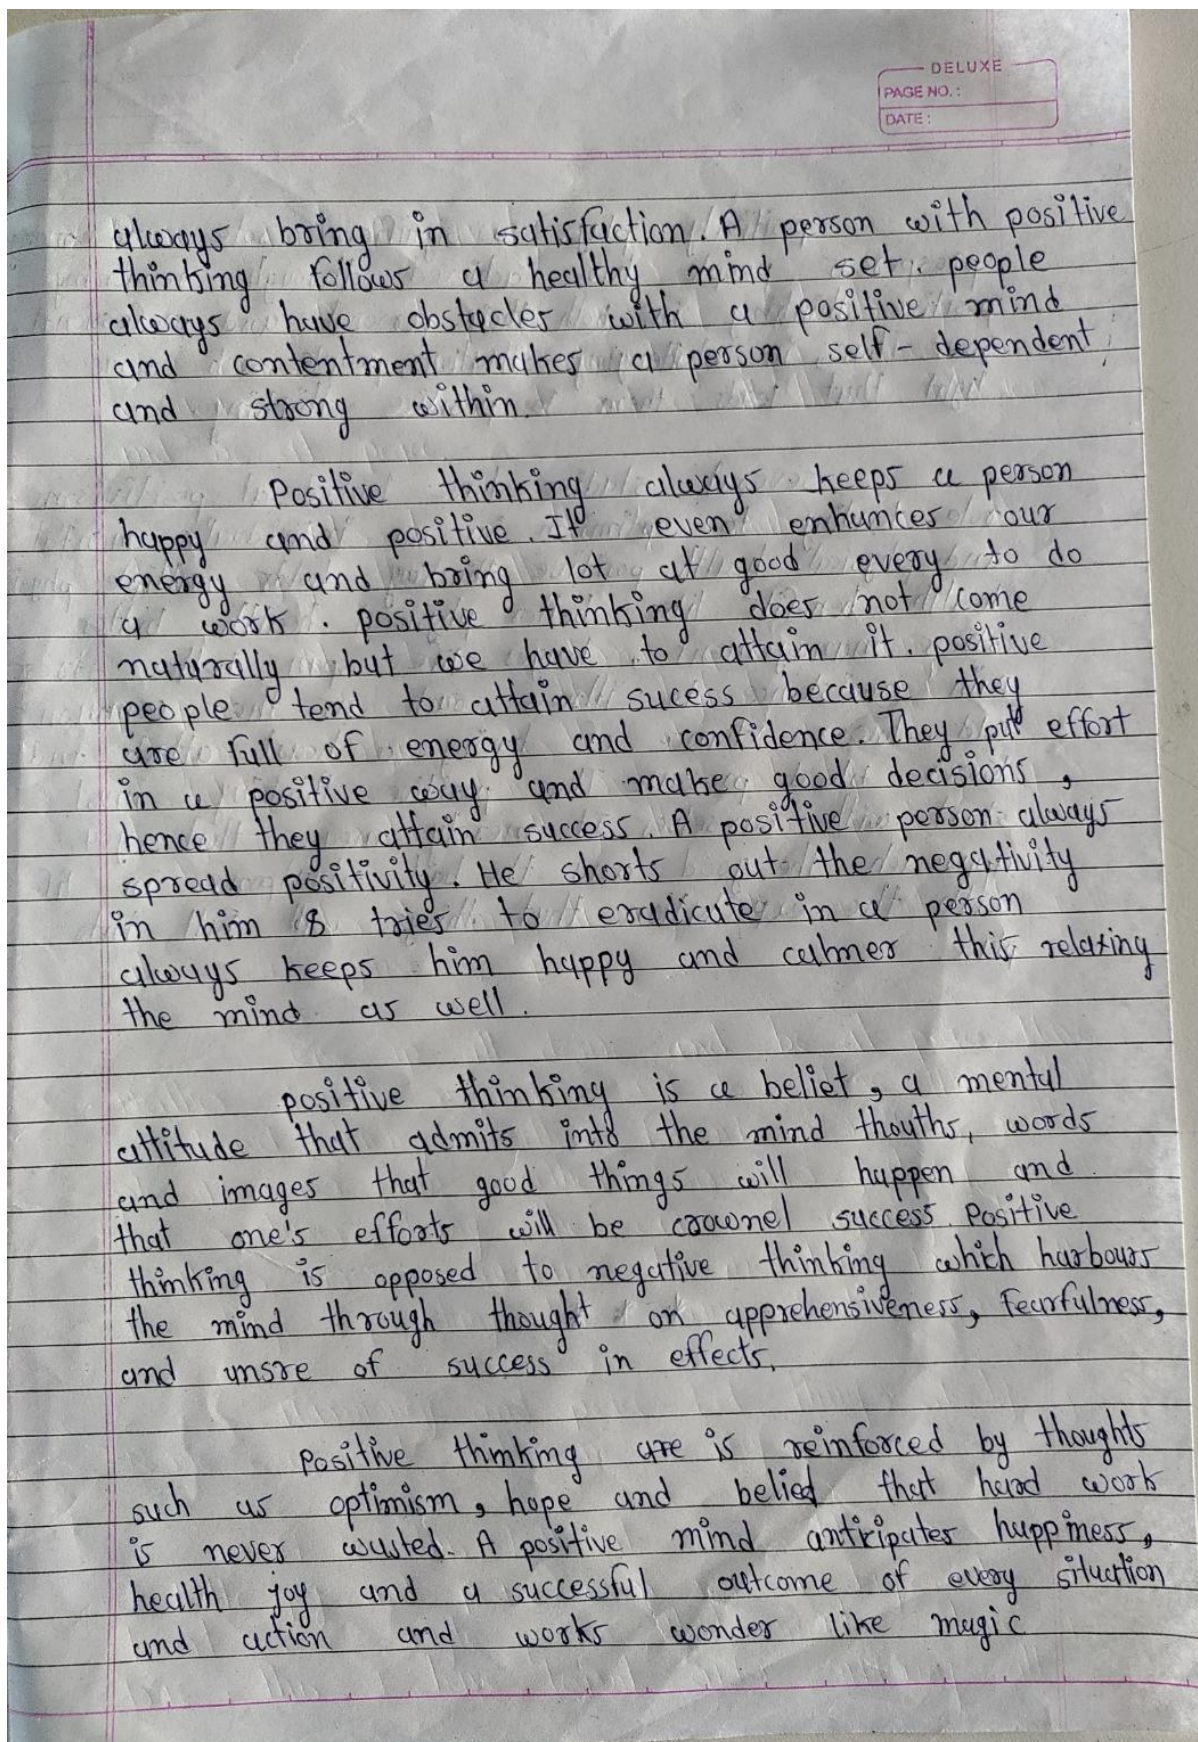 DELUXE
PAGE NO.:
DATE:
always bring in satisfaction. A person with positive
thinking follows a healthy mind set. people
always have obstacles with a positive mind
and contentment makes a person self-dependent
and strong within.
Positive thinking always keeps a person
happy and positive. It even enhances our
energy and bring lot at good every to do
a work. positive thinking does not come
naturally but we have to attain it. positive
people tend to attain sucess because they
are full of energy and confidence. They put effort
in a positive way and make good decisions,
hence they attain success. A positive person always
spread positivity. He shorts out the negativity
in him & tries to eradicate in a person
always keeps him happy and calmer this relaxing
the mind as well.
positive thinking is a belief, a mental
attitude that admits into the mind thouths, words
and images that good things will happen and
that one's efforts will be crownel success. Positive
thinking is opposed to negative thinking which harbours
the mind through thought on apprehensiveness, fearfulness,
and unsre of success in effects.
Positive thinking are is reinforced by thoughts
such as optimism, hope and belied that hard work
is never wasted. A positive mind anticipates happiness,
health joy and a successful outcome of every situation
and action and works wonder like magic